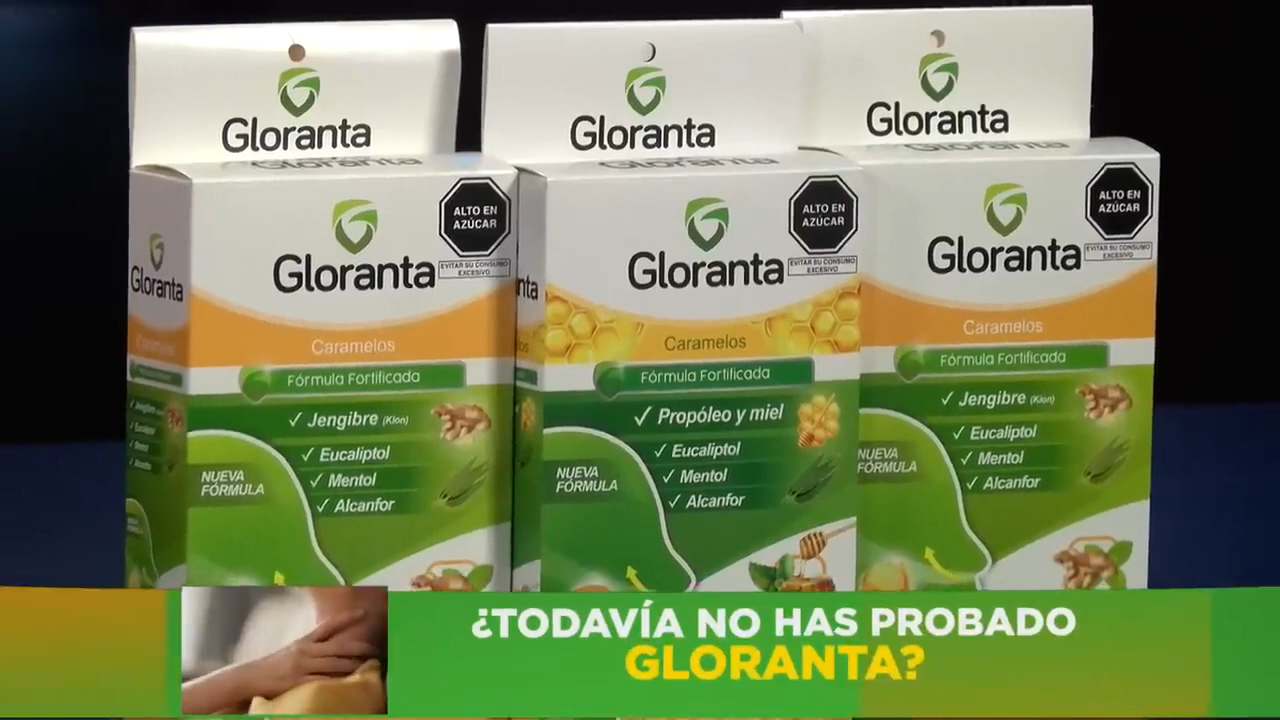 Gloranta
Gloranta
Gloranta
Gloranta
ALTO EN
AZÚCAR
EVITAR SU CONSUMO
EXCESIVO
Gloranta
Caramelos
Fórmula Fortificada
✓ Jengibre (Kion)
✓ Eucaliptol
✓ Mentol
✓ Alcanfor
NUEVA
FÓRMULA
Gloranta
ALTO EN
AZÚCAR
EVITAR SU CONSUMO
EXCESIVO
Caramelos
Fórmula Fortificada
✓ Propóleo y miel
✓ Eucaliptol
✓ Mentol
✓ Alcanfor
NUEVA
FÓRMULA
Gloranta
ALTO EN
AZÚCAR
EVITAR SU CONSUMO
EXCESIVO
Caramelos
Fórmula Fortificada
✓ Jengibre (Kion)
✓ Eucaliptol
✓ Mentol
✓ Alcanfor
NUEVA
FÓRMULA
¿TODAVÍA NO HAS PROBADO
GLORANTA?